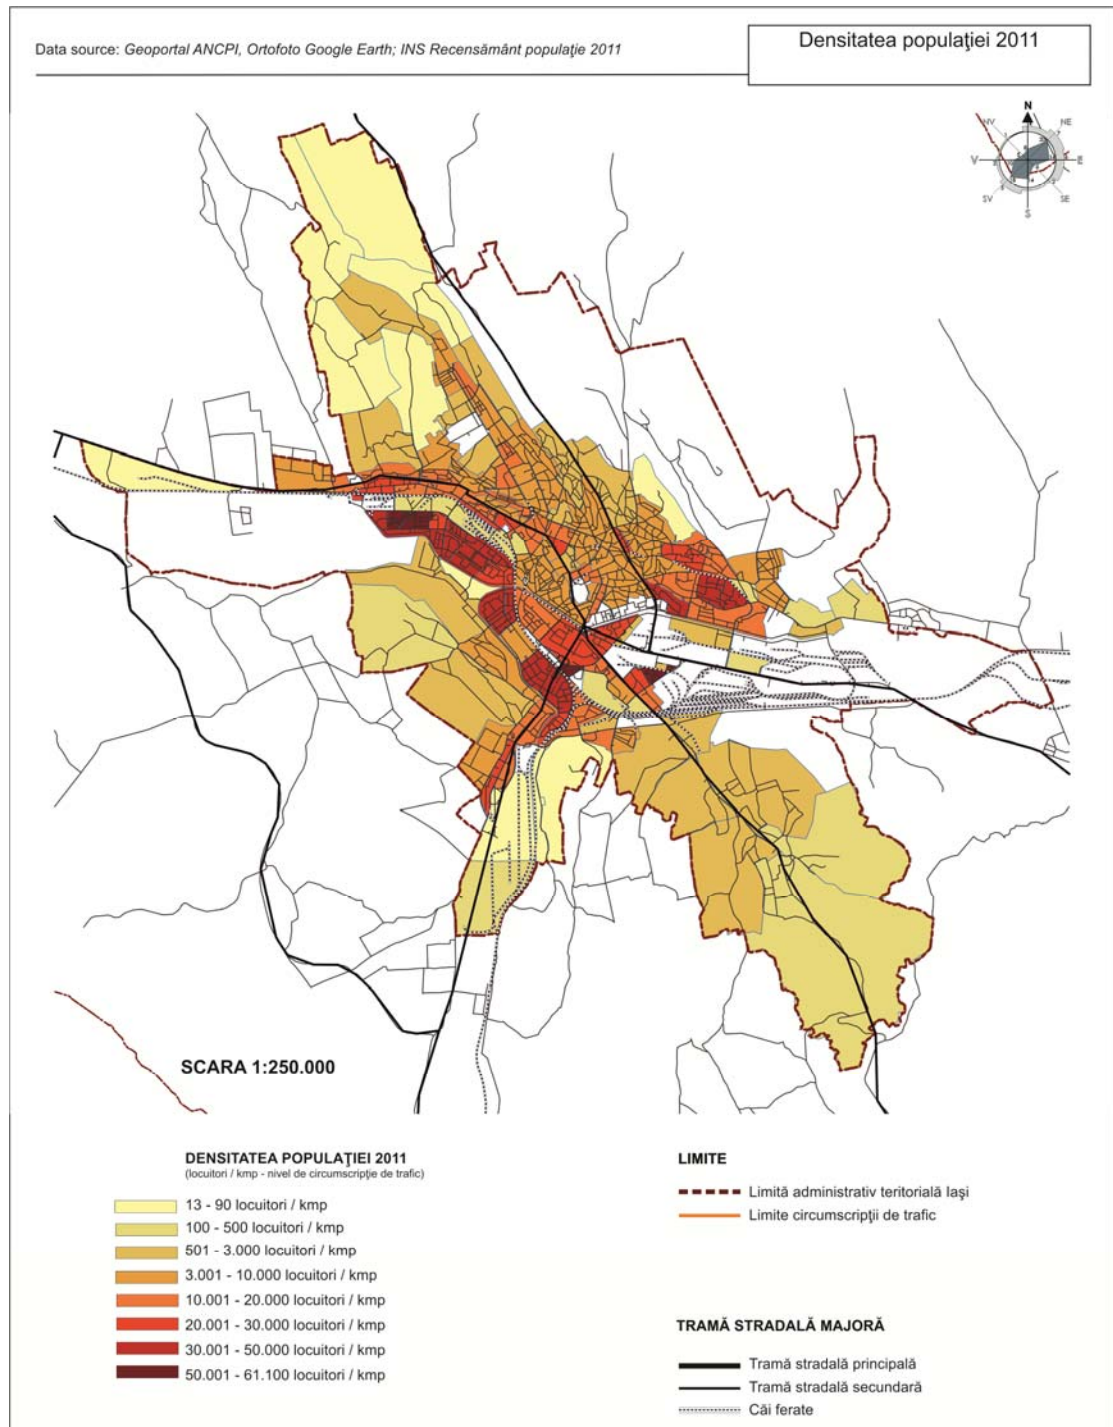 Data source: Geoportal ANCPI, Ortofoto Google Earth; INS Recensământ populaţie 2011
Densitatea populaţiei 2011
N
NV
NE
V
E
SV
SE
S
SCARA 1:250.000
DENSITATEA POPULAŢIEI 2011
(locuitori / kmp - nivel de circumscripţie de trafic)
13 - 90 locuitori / kmp
100 - 500 locuitori / kmp
501 - 3.000 locuitori / kmp
3.001 - 10.000 locuitori / kmp
10.001 - 20.000 locuitori / kmp
20.001 - 30.000 locuitori / kmp
30.001 - 50.000 locuitori / kmp
50.001 - 61.100 locuitori / kmp
LIMITE
Limită administrativ teritorială Iaşi
Limite circumscripţii de trafic
TRAMĂ STRADALĂ MAJORĂ
Tramă stradală principală
Tramă stradală secundară
Căi ferate